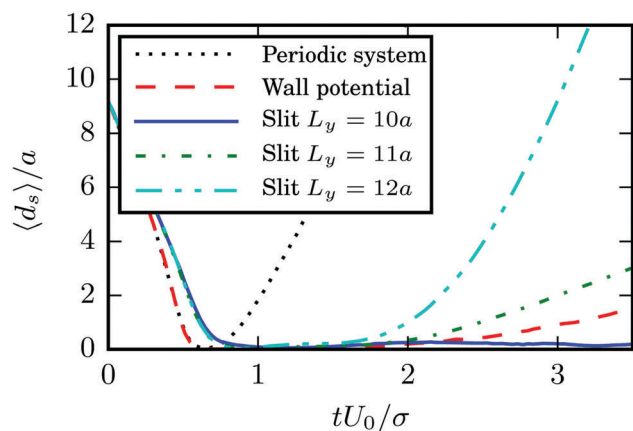 12
10
8
6
4
2
0
⟨d_s⟩/a
Periodic system
Wall potential
Slit L_y = 10a
Slit L_y = 11a
Slit L_y = 12a
0 1 2 3
tU_0/σ